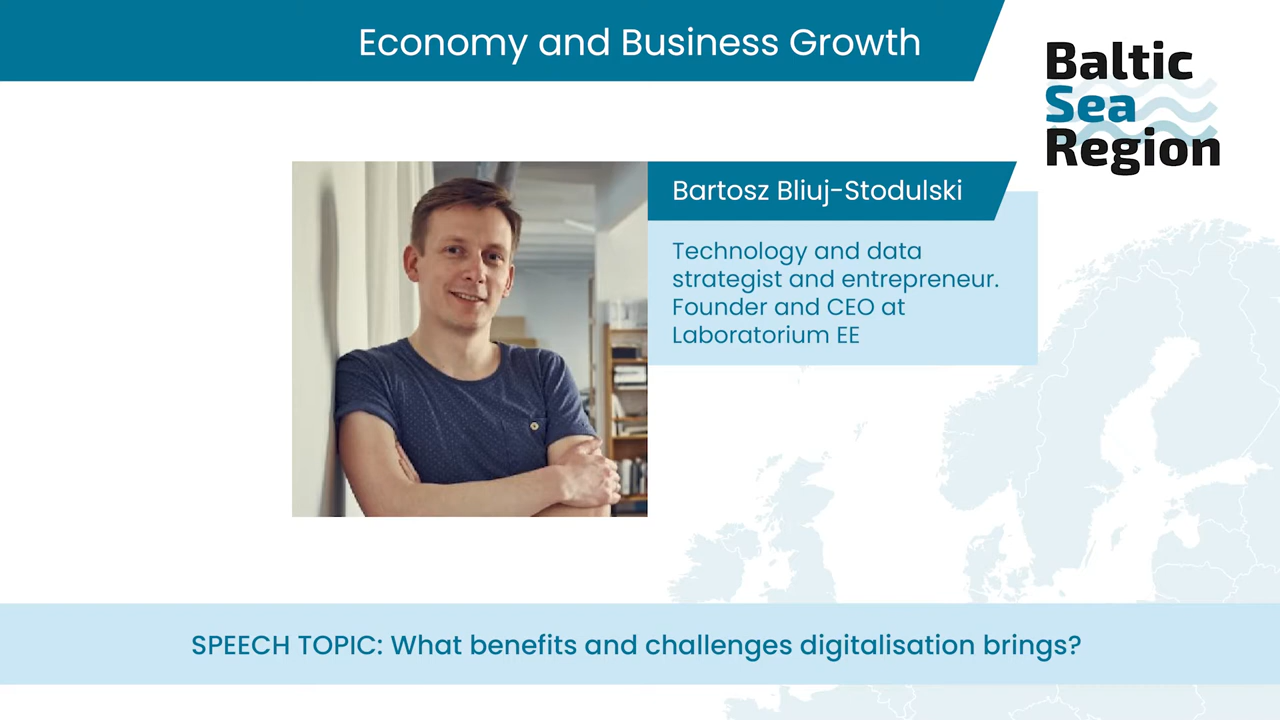 Economy and Business Growth
Baltic
Sea
Region
Bartosz Bliuj-Stodulski
Technology and data
strategist and entrepreneur.
Founder and CEO at
Laboratorium EE
SPEECH TOPIC: What benefits and challenges digitalisation brings?